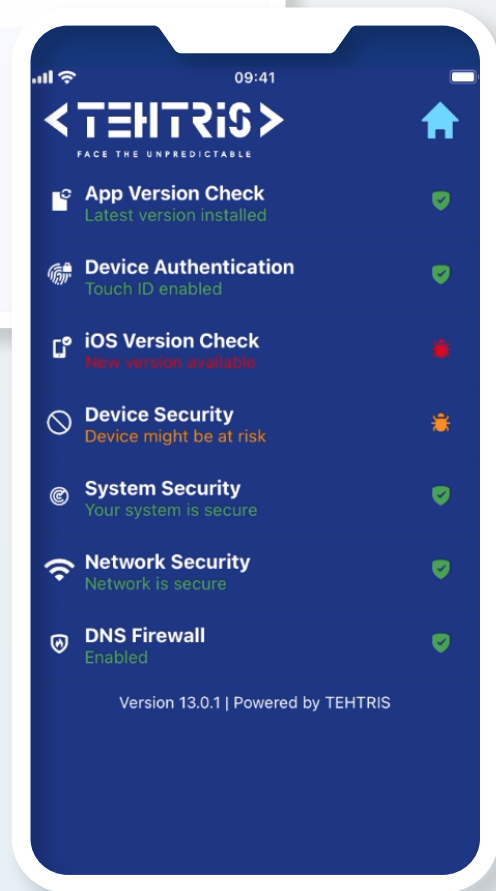 09:41
<TEHTRiS>
FACE THE UNPREDICTABLE
App Version Check
Latest version installed
Device Authentication
Touch ID enabled
iOS Version Check
New version available
Device Security
Device might be at risk
System Security
Your system is secure
Network Security
Network is secure
DNS Firewall
Enabled
Version 13.0.1 | Powered by TEHTRIS